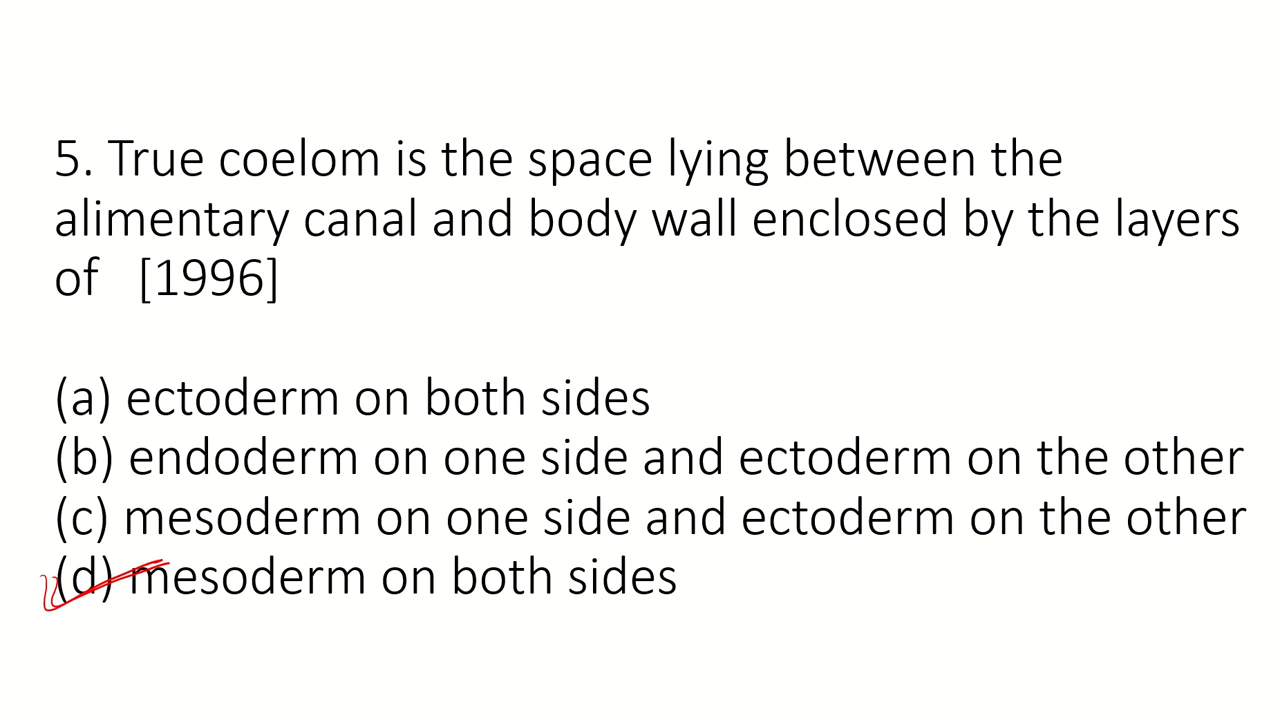 5. True coelom is the space lying between the
alimentary canal and body wall enclosed by the layers
of [1996]
(a) ectoderm on both sides
(b) endoderm on one side and ectoderm on the other
(c) mesoderm on one side and ectoderm on the other
(d) mesoderm on both sides